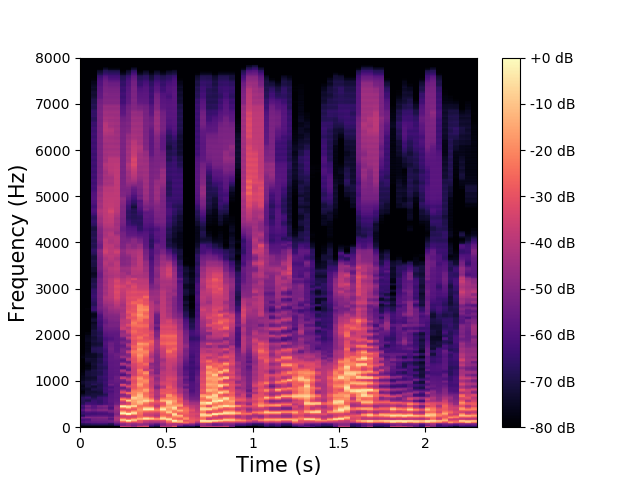 8000
7000
6000
5000
4000
3000
2000
1000
0
Frequency (Hz)
0 0.5 1 1.5 2
Time (s)
+0 dB
-10 dB
-20 dB
-30 dB
-40 dB
-50 dB
-60 dB
-70 dB
-80 dB